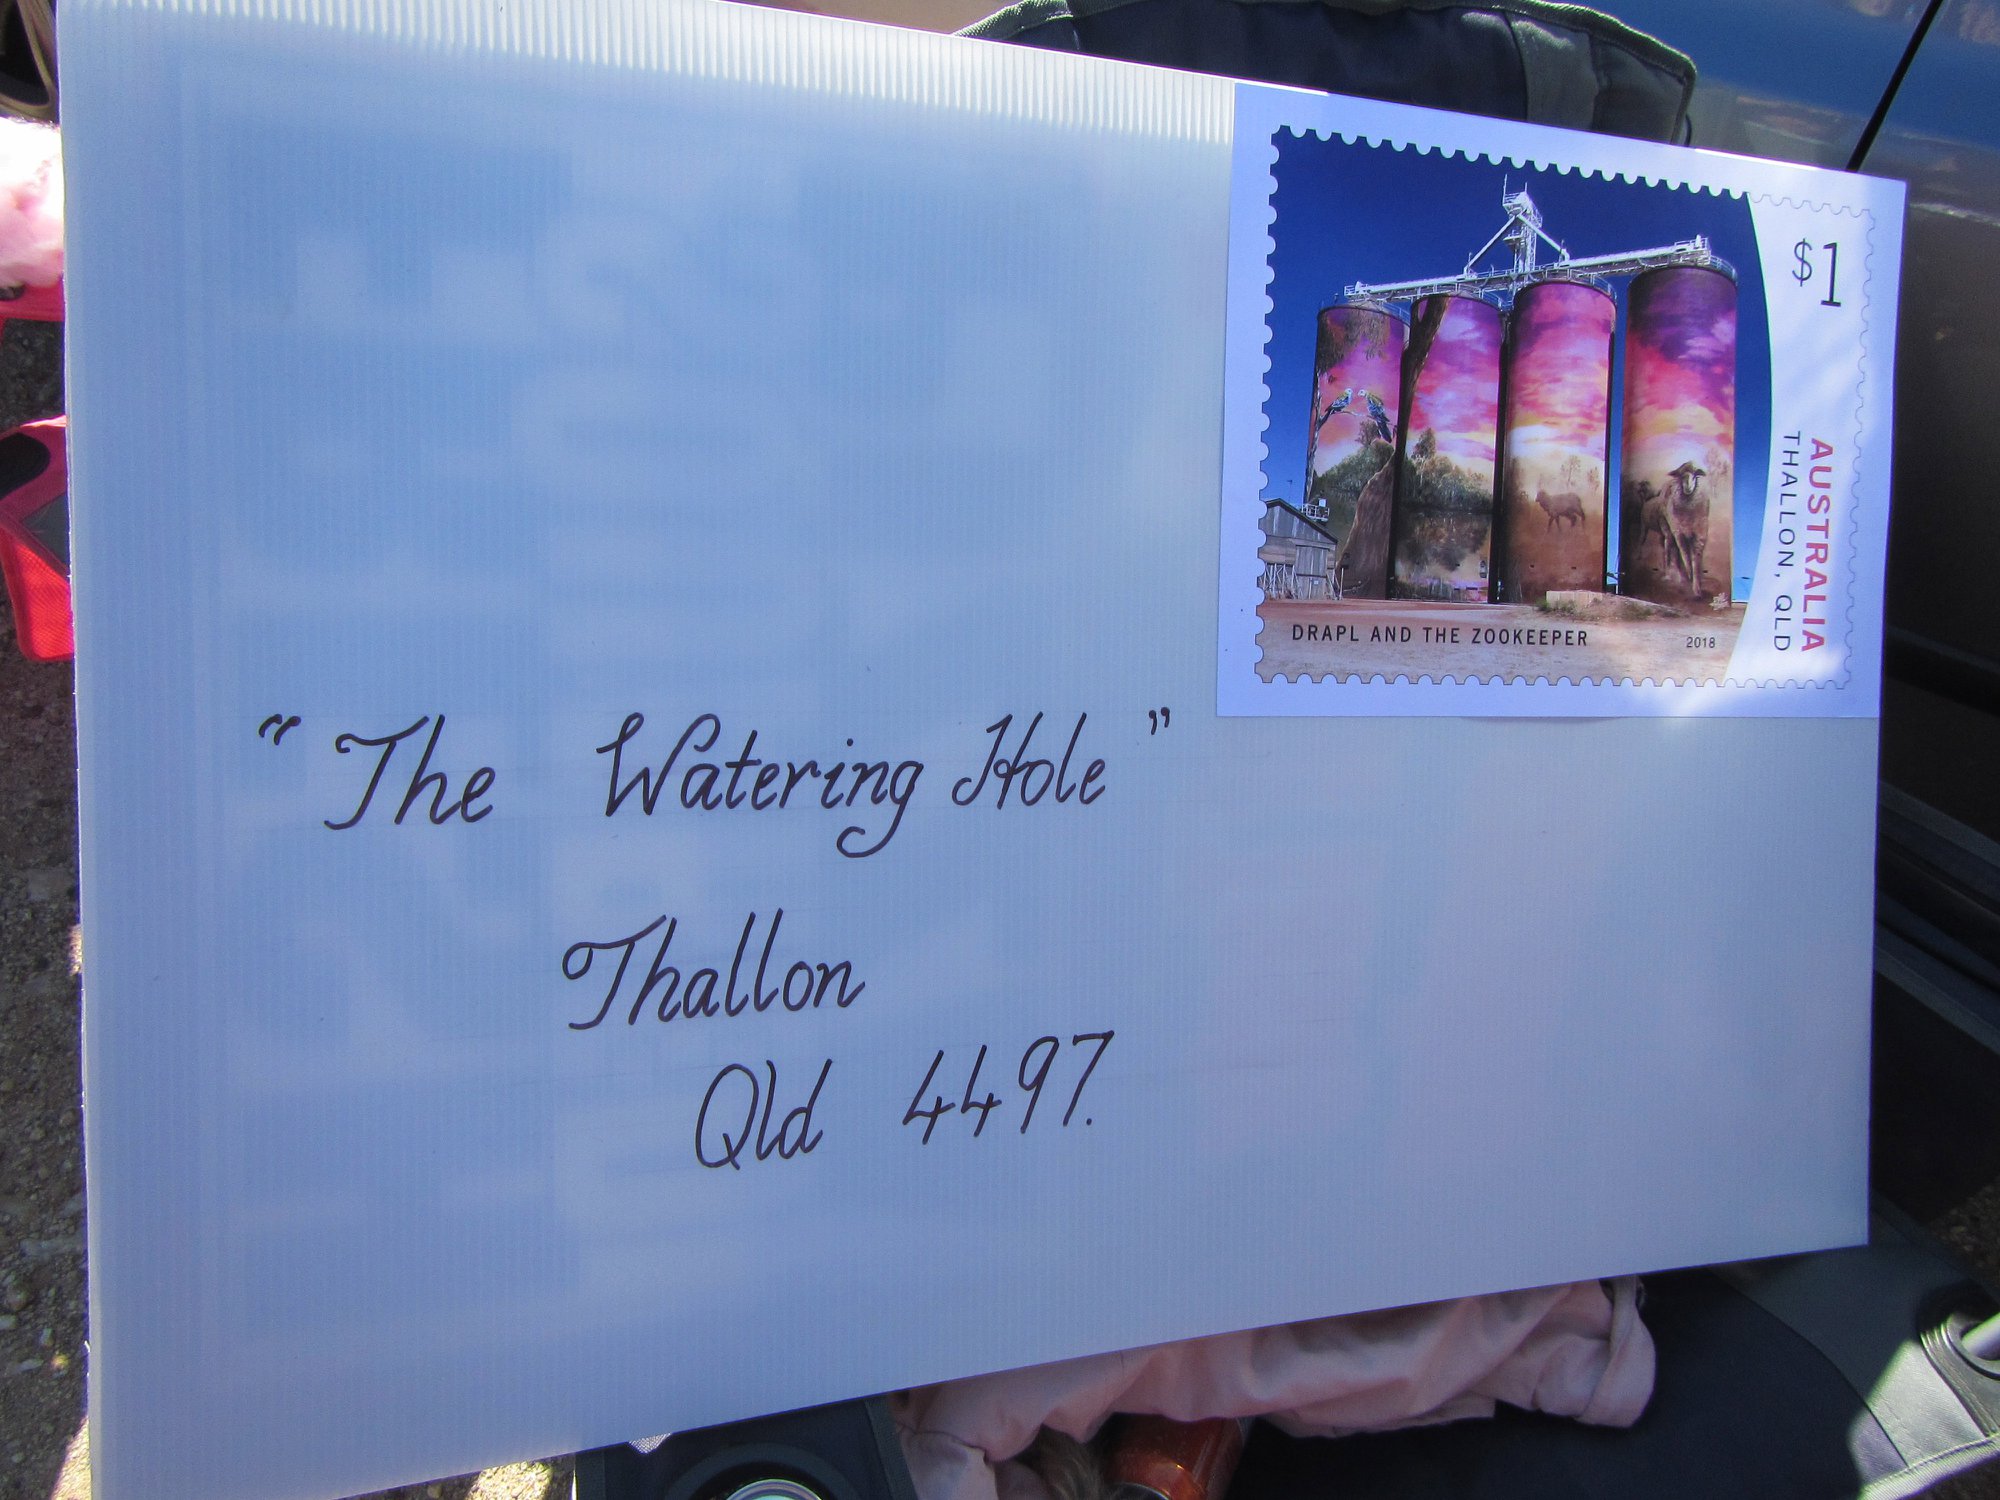 $1
AUSTRALIA
THALLON, QLD
DRAPL AND THE ZOOKEEPER 2018
“The Watering Hole”
Thallon
Qld 4497.